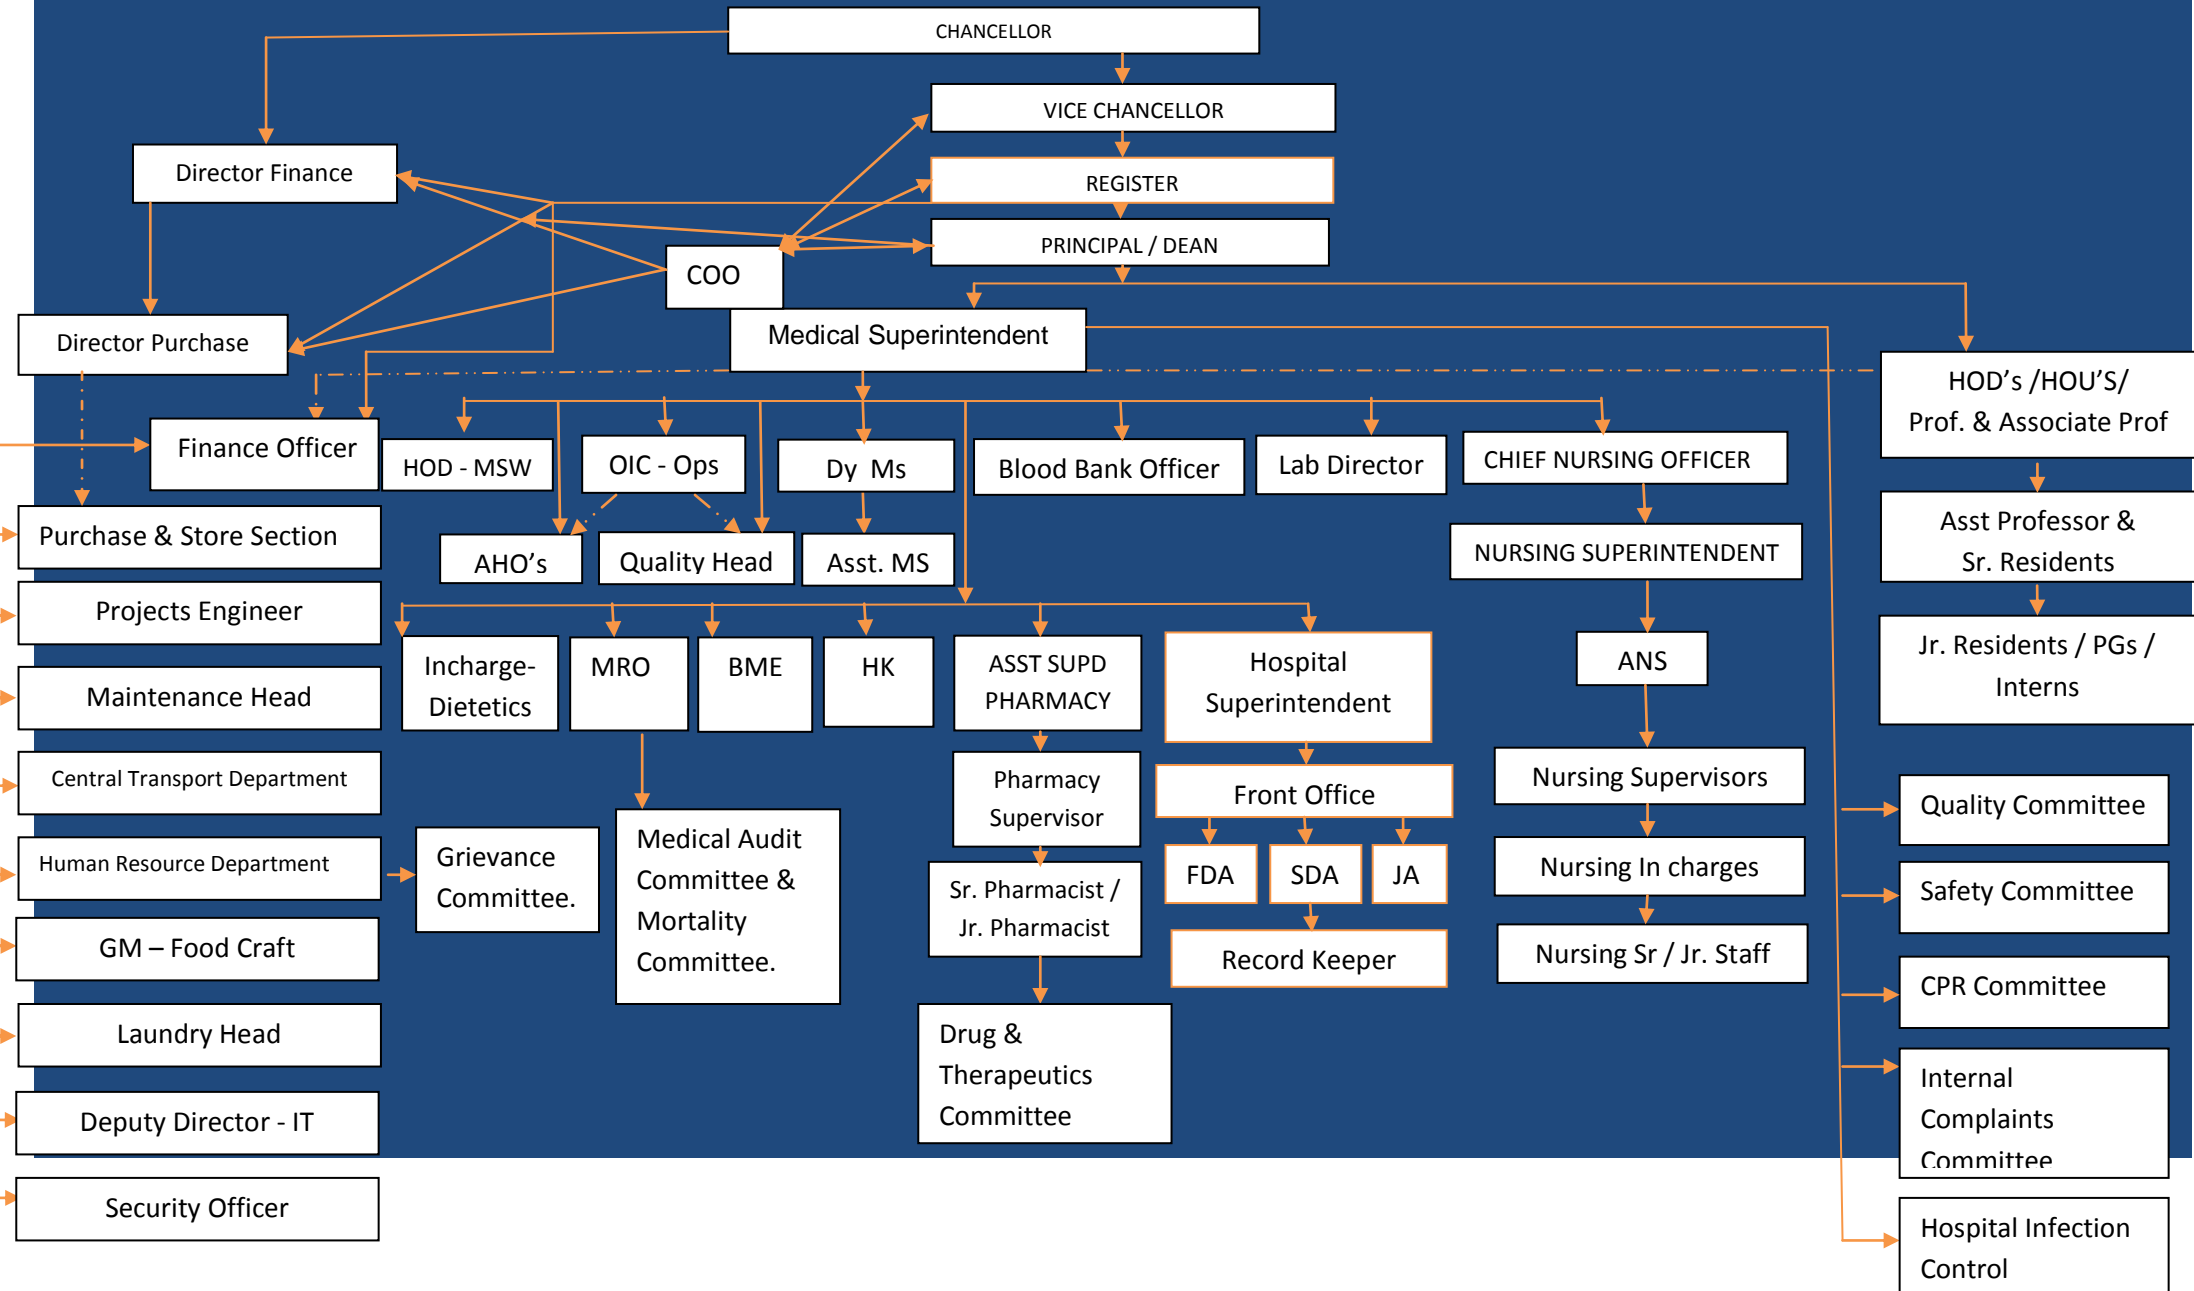 CHANCELLOR
VICE CHANCELLOR
Director Finance
REGISTER
PRINCIPAL / DEAN
COO
Medical Superintendent
Director Purchase
HOD's /HOU'S/
Prof. & Associate Prof
Finance Officer
HOD - MSW
OIC - Ops
Dy Ms
Blood Bank Officer
Lab Director
CHIEF NURSING OFFICER
Purchase & Store Section
AHO's
Quality Head
Asst. MS
NURSING SUPERINTENDENT
Asst Professor &
Sr. Residents
Projects Engineer
Incharge-
Dietetics
MRO
BME
HK
ASST SUPD
PHARMACY
Hospital
Superintendent
ANS
Jr. Residents / PGs /
Interns
Maintenance Head
Central Transport Department
Pharmacy
Supervisor
Front Office
Nursing Supervisors
Quality Committee
Human Resource Department
Grievance
Committee.
Medical Audit
Committee &
Mortality
Committee.
Sr. Pharmacist /
Jr. Pharmacist
FDA
SDA
JA
Nursing In charges
Safety Committee
GM – Food Craft
Record Keeper
Nursing Sr / Jr. Staff
CPR Committee
Laundry Head
Drug &
Therapeutics
Committee
Internal
Complaints
Committee
Deputy Director - IT
Security Officer
Hospital Infection
Control